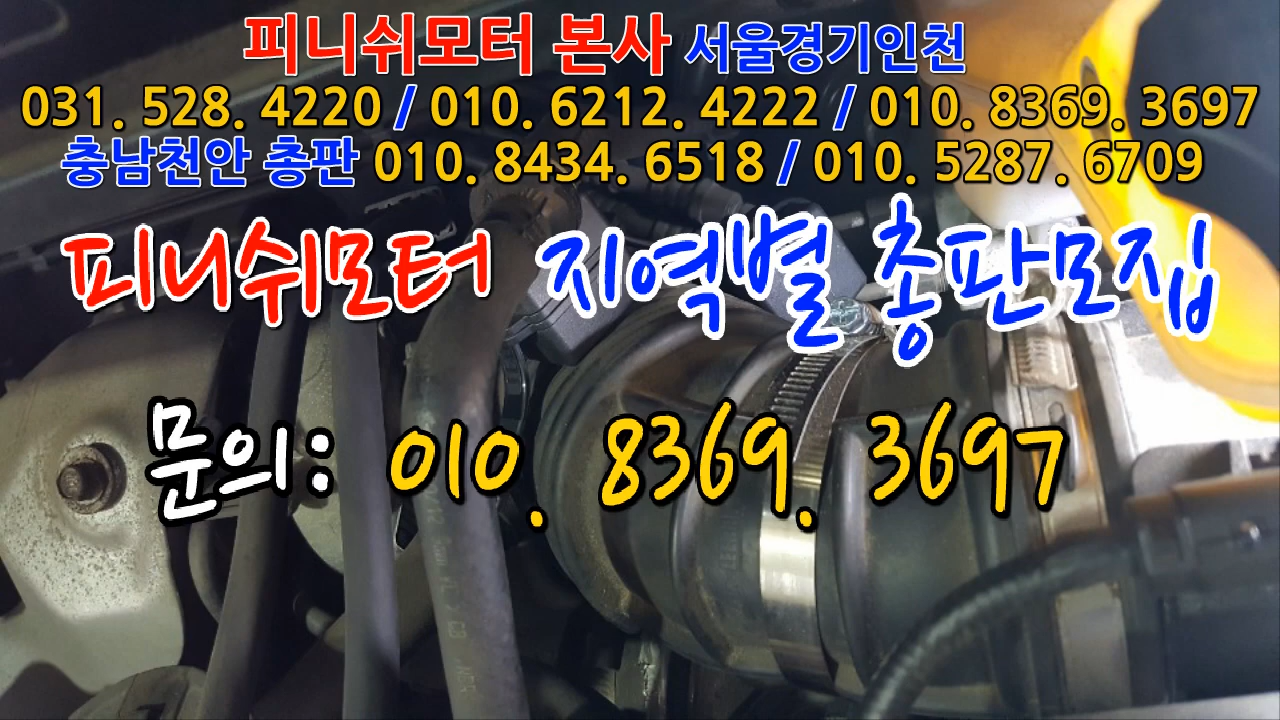 피니쉬모터 본사 서울경기인천
031. 528. 4220 / 010. 6212. 4222 / 010. 8369. 3697
충남천안 총판 010. 8434. 6518 / 010. 5287. 6709
피니쉬모터 지역별 총판모집
문의: 010. 8369. 3697